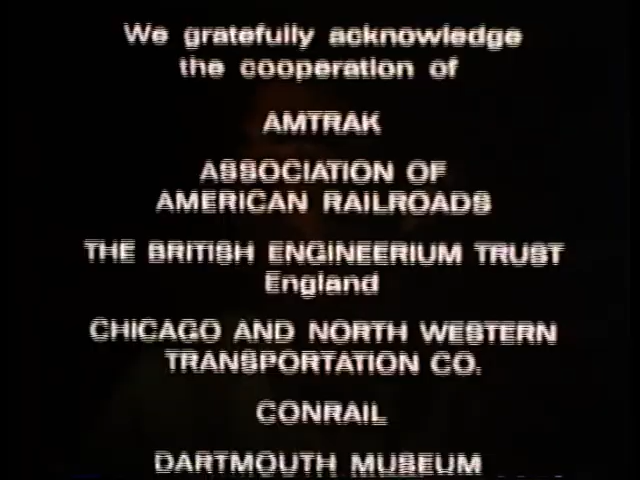 We gratefully acknowledge
the cooperation of
AMTRAK
ASSOCIATION OF
AMERICAN RAILROADS
THE BRITISH ENGINEERIUM TRUST
England
CHICAGO AND NORTH WESTERN
TRANSPORTATION CO.
CONRAIL
DARTMOUTH MUSEUM